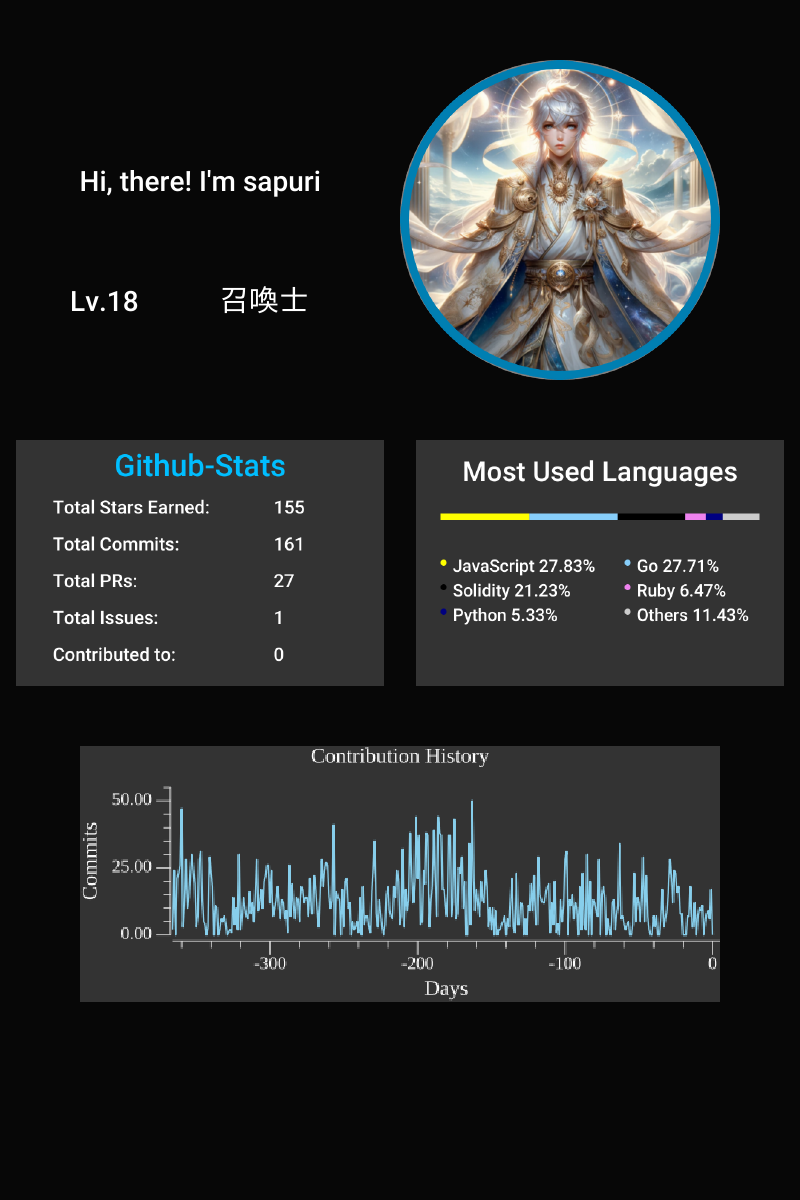 Hi, there! I'm sapuri
Lv.18 召喚士
Github-Stats
Total Stars Earned: 155
Total Commits: 161
Total PRs: 27
Total Issues: 1
Contributed to: 0
Most Used Languages
JavaScript 27.83% Go 27.71%
Solidity 21.23% Ruby 6.47%
Python 5.33% Others 11.43%
Contribution History
50.00
25.00
0.00
Commits
-300 -200 -100 0
Days